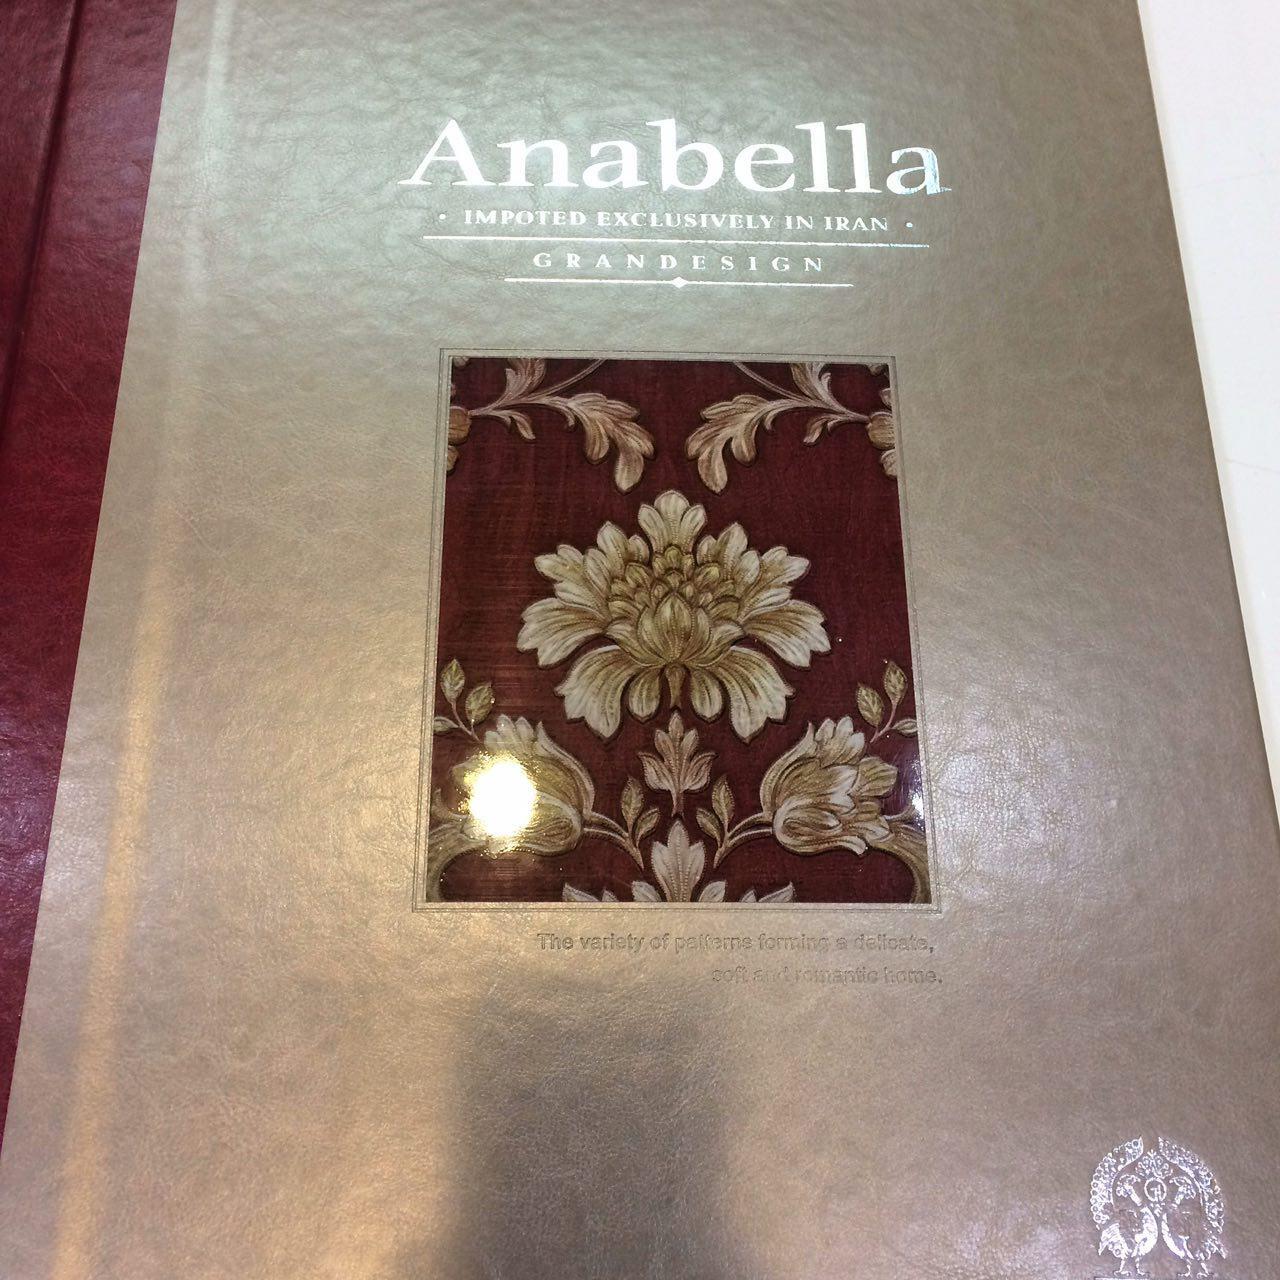 Anabella
• IMPOTED EXCLUSIVELY IN IRAN •
GRANDESIGN
The variety of patterns forming a delicate,
soft and romantic home.